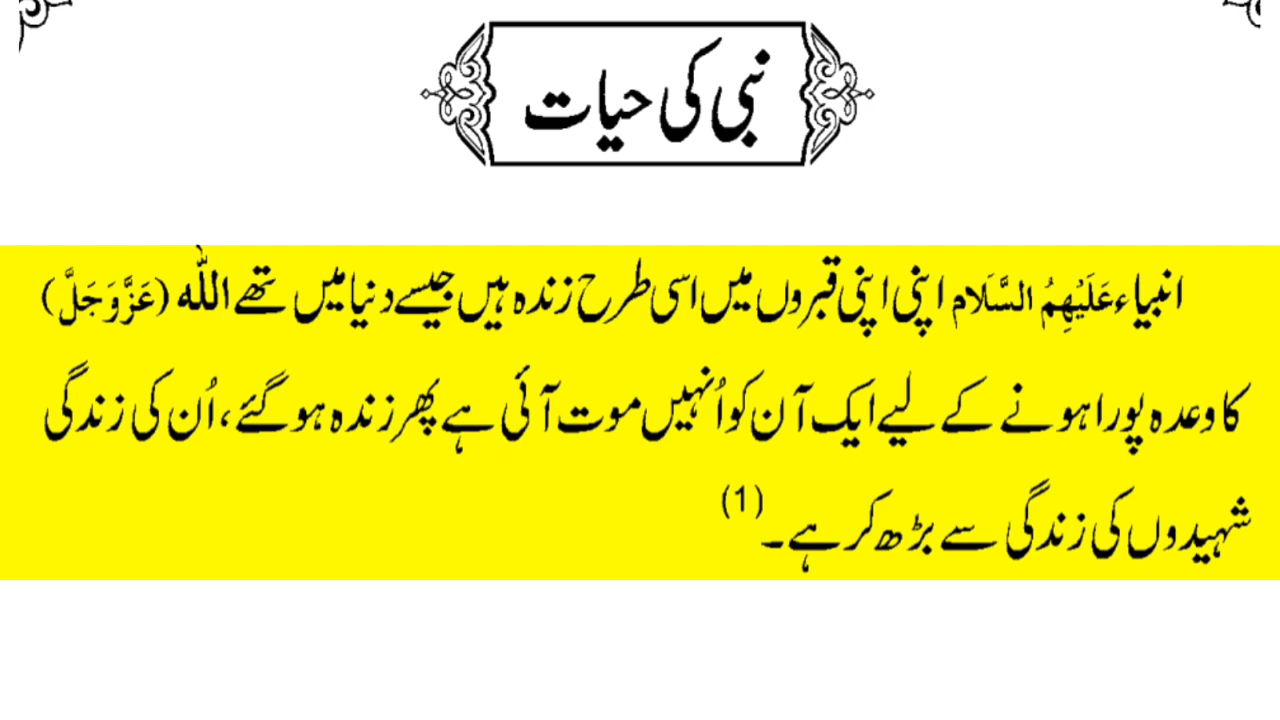 نبی کی حیات
انبیاء عَلَیْھِمُ السَّلَام اپنی اپنی قبروں میں اسی طرح زندہ ہیں جیسے دنیا میں تھے اللہ (عَزَّوَجَلَّ)
کا وعدہ پورا ہونے کے لیے ایک آن کو اُنہیں موت آئی ہے پھر زندہ ہوگئے، اُن کی زندگی
شہیدوں کی زندگی سے بڑھ کر ہے۔ (1)